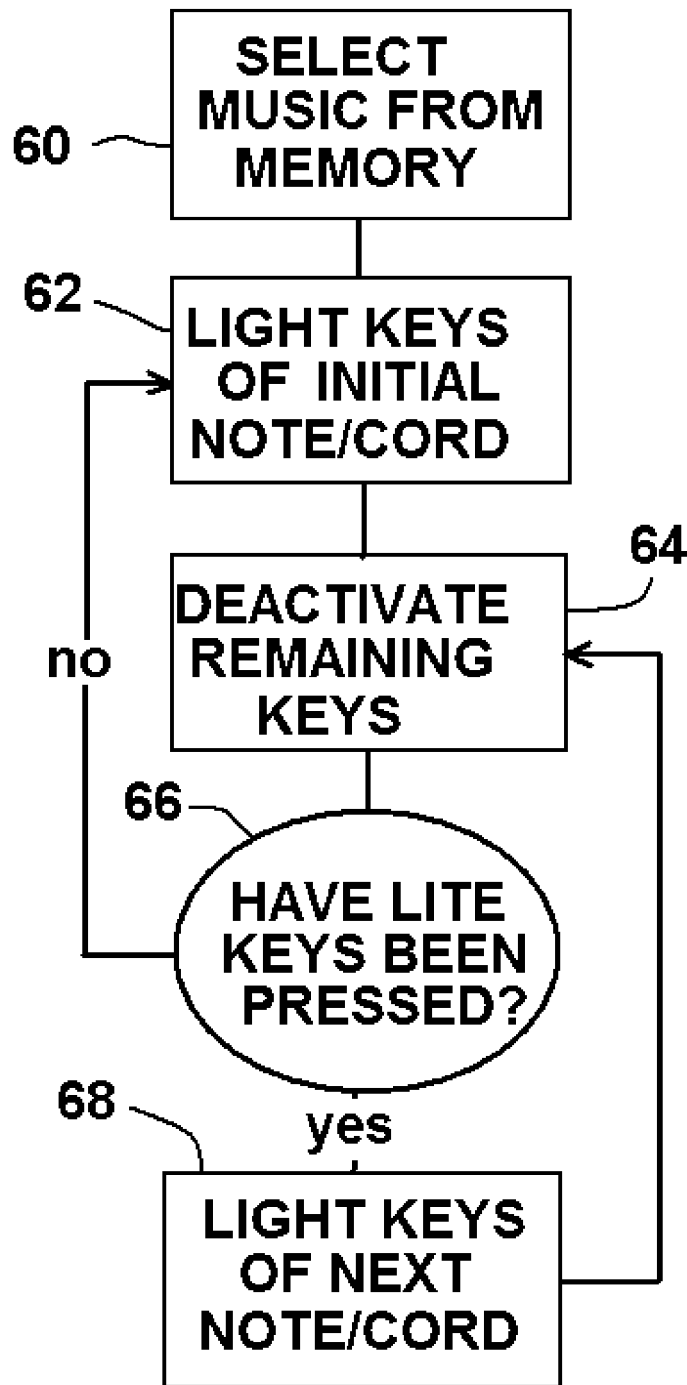 SELECT
MUSIC FROM
MEMORY
60
62
LIGHT KEYS
OF INITIAL
NOTE/CORD
64
DEACTIVATE
REMAINING
KEYS
no
66
HAVE LITE
KEYS BEEN
PRESSED?
68
yes
LIGHT KEYS
OF NEXT
NOTE/CORD